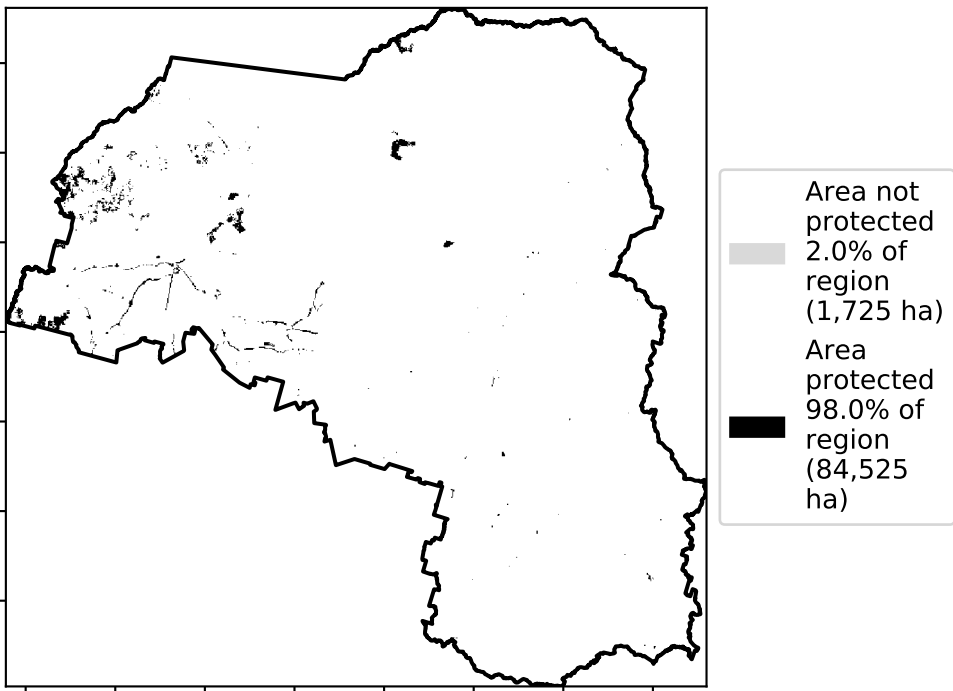 Area not
protected
2.0% of
region
(1,725 ha)
Area
protected
98.0% of
region
(84,525
ha)